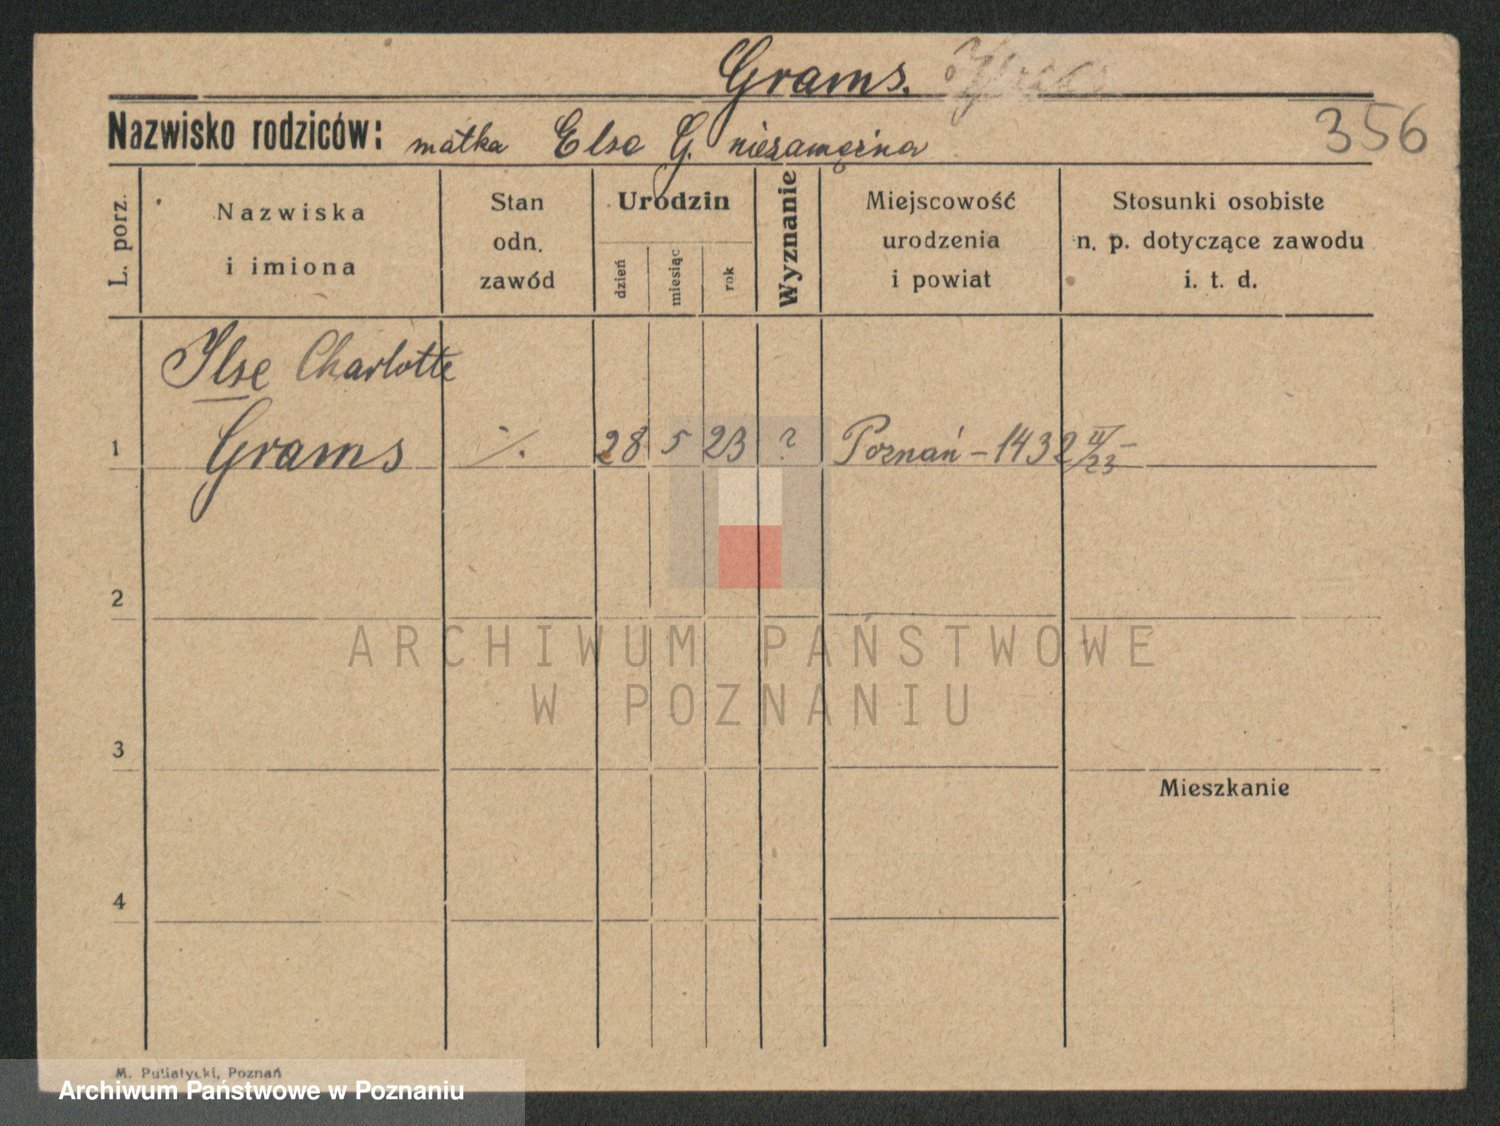 Grams.
Nazwisko rodziców: matka Else G. niezamężna
356
L. porz.
Nazwiska
i imiona
Stan
odn.
zawód
Urodzin
dzień
miesiąc
rok
Wyznanie
Miejscowość
urodzenia
i powiat
Stosunki osobiste
n. p. dotyczące zawodu
i. t. d.
Ilse Charlotte
1 Grams ./. 28 5 23 ? Poznań – 1432
23
2
3
Mieszkanie
4
ARCHIWUM PAŃSTWOWE
W POZNANIU
M. Putiatycki, Poznań
Archiwum Państwowe w Poznaniu